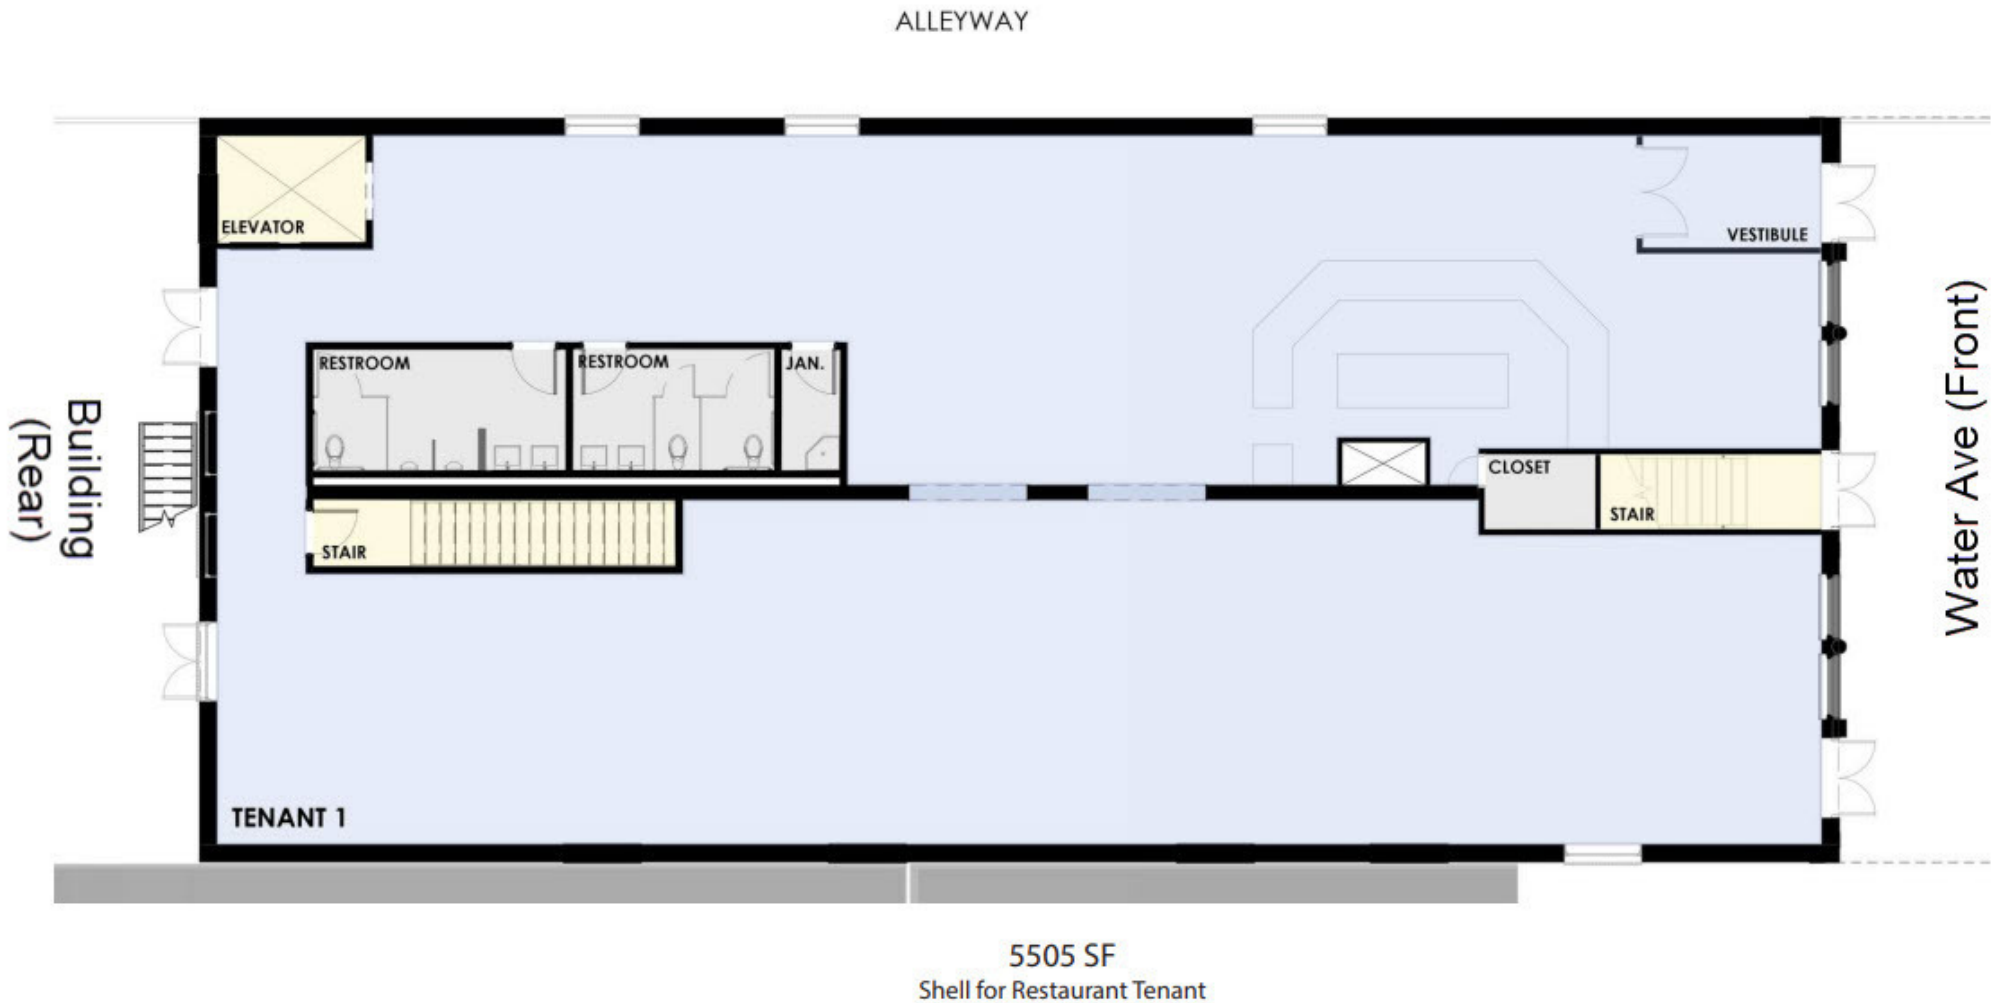 ALLEYWAY
ELEVATOR
VESTIBULE
RESTROOM
RESTROOM
JAN.
CLOSET
STAIR
STAIR
TENANT 1
Building
(Rear)
Water Ave (Front)
5505 SF
Shell for Restaurant Tenant